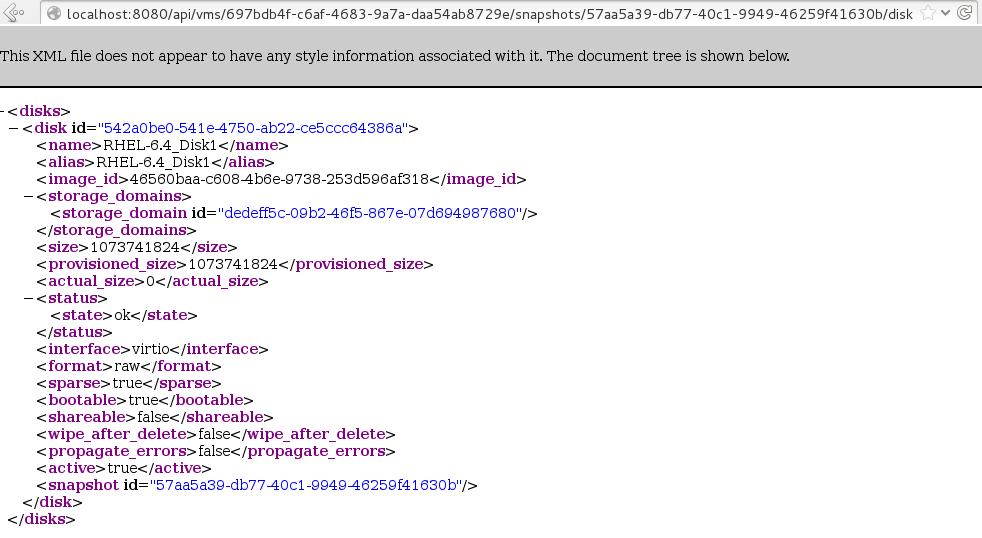 localhost:8080/api/vms/697bdb4f-c6af-4683-9a7a-daa54ab8729e/snapshots/57aa5a39-db77-40c1-9949-46259f41630b/disk
This XML file does not appear to have any style information associated with it. The document tree is shown below.
−<disks>
−<disk id="542a0be0-541e-4750-ab22-ce5ccc64386a">
<name>RHEL-6.4_Disk1</name>
<alias>RHEL-6.4_Disk1</alias>
<image_id>46560baa-c608-4b6e-9738-253d596af318</image_id>
−<storage_domains>
<storage_domain id="dedeff5c-09b2-46f5-867e-07d694987680"/>
</storage_domains>
<size>1073741824</size>
<provisioned_size>1073741824</provisioned_size>
<actual_size>0</actual_size>
−<status>
<state>ok</state>
</status>
<interface>virtio</interface>
<format>raw</format>
<sparse>true</sparse>
<bootable>true</bootable>
<shareable>false</shareable>
<wipe_after_delete>false</wipe_after_delete>
<propagate_errors>false</propagate_errors>
<active>true</active>
<snapshot id="57aa5a39-db77-40c1-9949-46259f41630b"/>
</disk>
</disks>